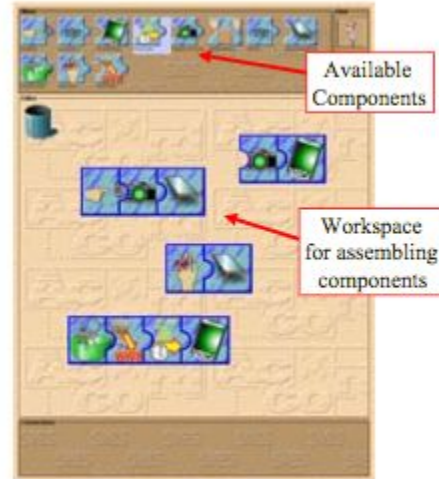 Available
Components
Workspace
for assembling
components